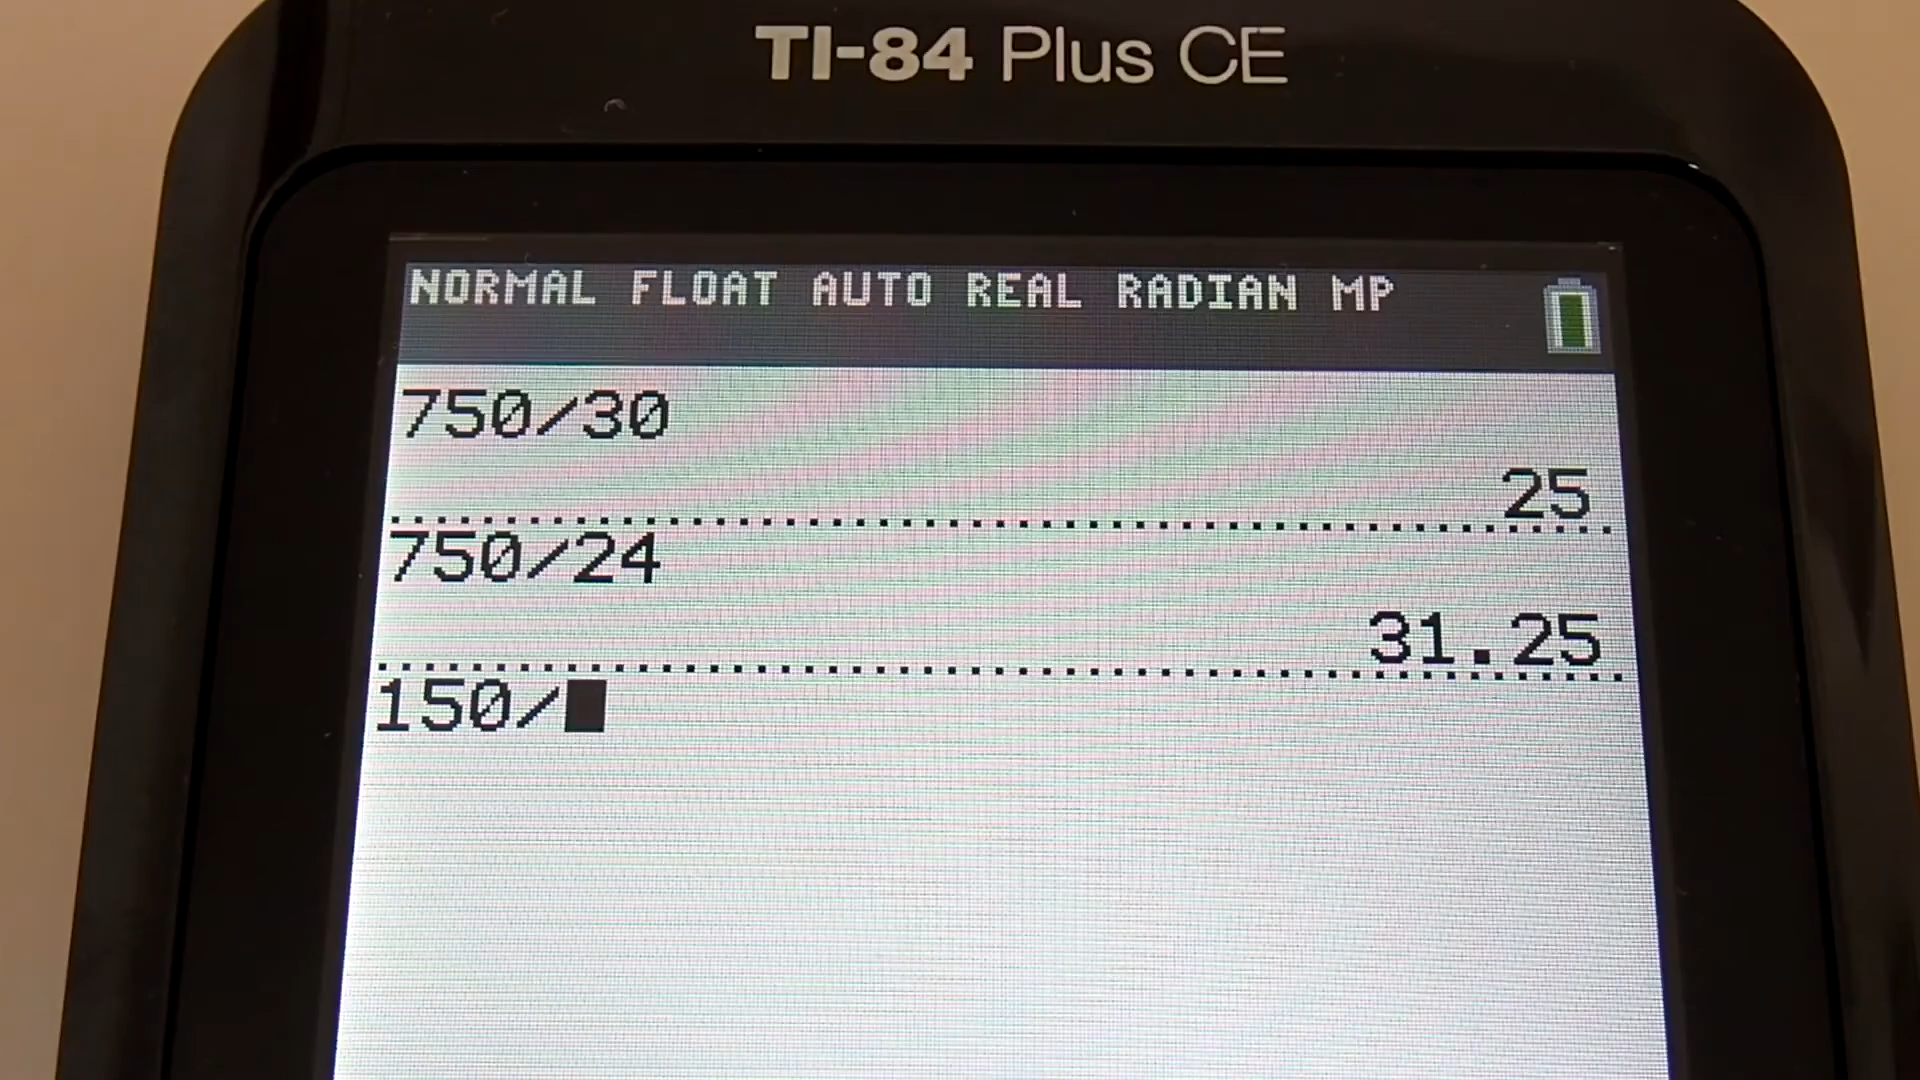 TI-84 Plus CE
NORMAL FLOAT AUTO REAL RADIAN MP
750/30
25
750/24
31.25
150/